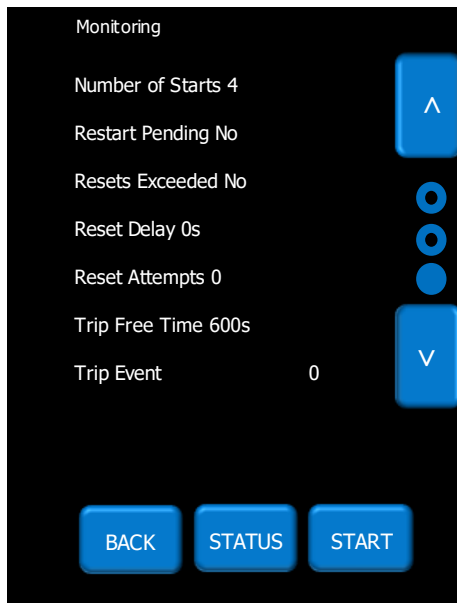 Monitoring
Number of Starts 4
Restart Pending No
Resets Exceeded No
Reset Delay 0s
Reset Attempts 0
Trip Free Time 600s
Trip Event 0
BACK STATUS START